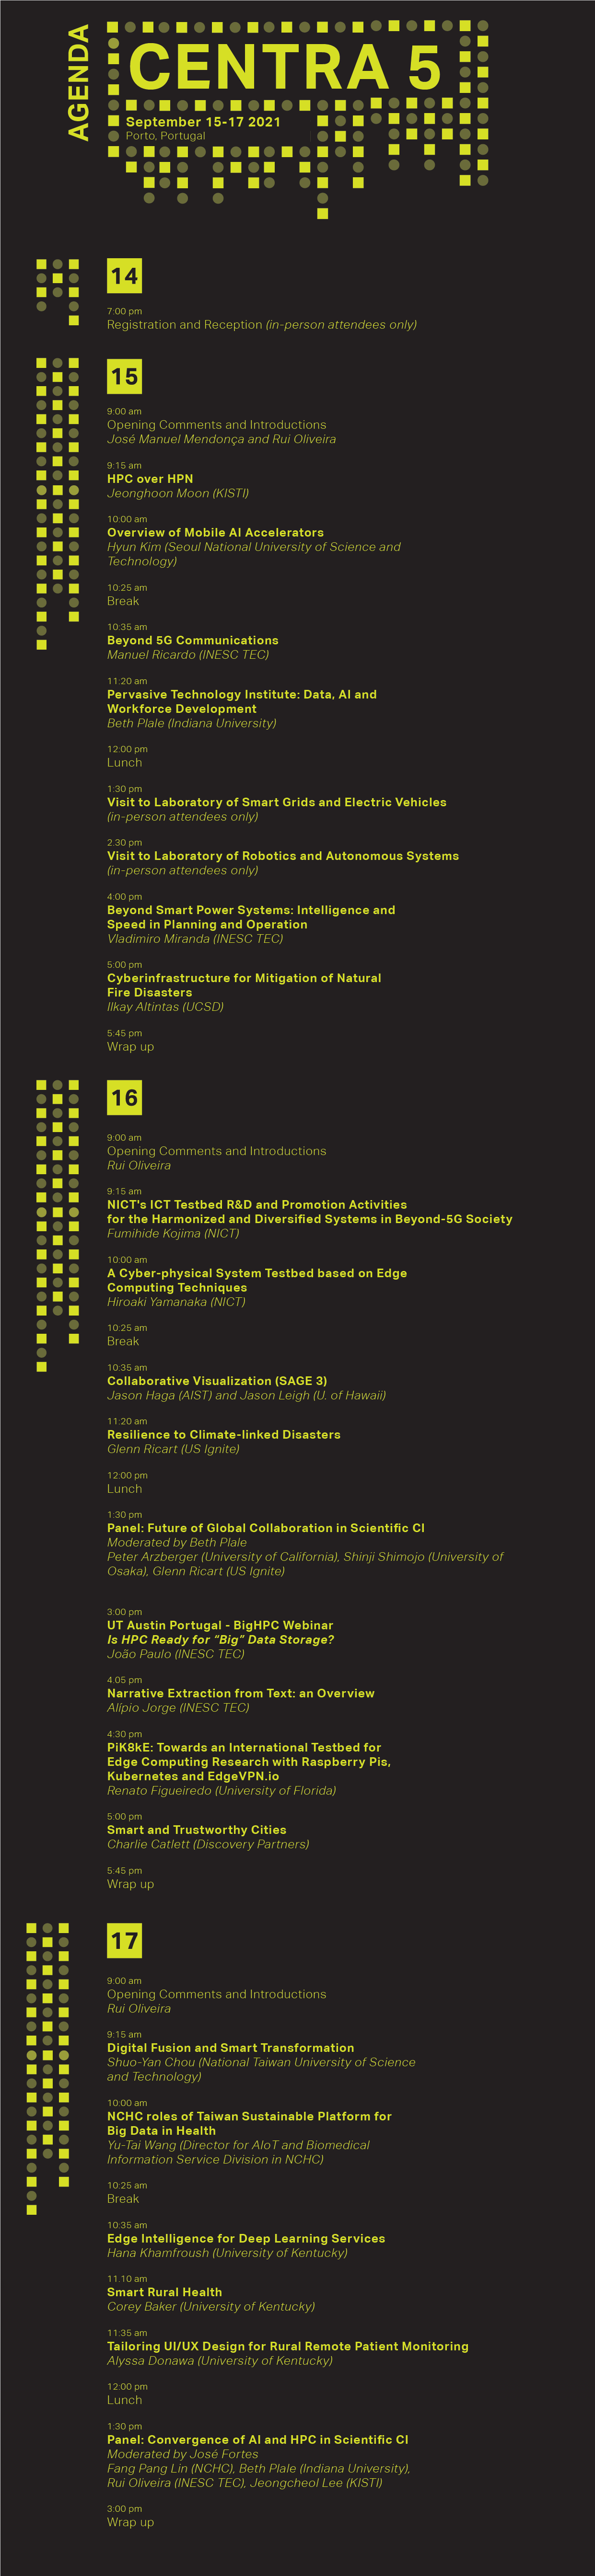 AGENDA
CENTRA 5
September 15-17 2021
Porto, Portugal
14
7:00 pm
Registration and Reception (in-person attendees only)
15
9:00 am
Opening Comments and Introductions
José Manuel Mendonça and Rui Oliveira
9:15 am
HPC over HPN
Jeonghoon Moon (KISTI)
10:00 am
Overview of Mobile AI Accelerators
Hyun Kim (Seoul National University of Science and
Technology)
10:25 am
Break
10:35 am
Beyond 5G Communications
Manuel Ricardo (INESC TEC)
11:20 am
Pervasive Technology Institute: Data, AI and
Workforce Development
Beth Plale (Indiana University)
12:00 pm
Lunch
1:30 pm
Visit to Laboratory of Smart Grids and Electric Vehicles
(in-person attendees only)
2.30 pm
Visit to Laboratory of Robotics and Autonomous Systems
(in-person attendees only)
4:00 pm
Beyond Smart Power Systems: Intelligence and
Speed in Planning and Operation
Vladimiro Miranda (INESC TEC)
5:00 pm
Cyberinfrastructure for Mitigation of Natural
Fire Disasters
Ilkay Altintas (UCSD)
5:45 pm
Wrap up
16
9:00 am
Opening Comments and Introductions
Rui Oliveira
9:15 am
NICT's ICT Testbed R&D and Promotion Activities
for the Harmonized and Diversified Systems in Beyond-5G Society
Fumihide Kojima (NICT)
10:00 am
A Cyber-physical System Testbed based on Edge
Computing Techniques
Hiroaki Yamanaka (NICT)
10:25 am
Break
10:35 am
Collaborative Visualization (SAGE 3)
Jason Haga (AIST) and Jason Leigh (U. of Hawaii)
11:20 am
Resilience to Climate-linked Disasters
Glenn Ricart (US Ignite)
12:00 pm
Lunch
1:30 pm
Panel: Future of Global Collaboration in Scientific CI
Moderated by Beth Plale
Peter Arzberger (University of California), Shinji Shimojo (University of
Osaka), Glenn Ricart (US Ignite)
3:00 pm
UT Austin Portugal - BigHPC Webinar
Is HPC Ready for “Big” Data Storage?
João Paulo (INESC TEC)
4.05 pm
Narrative Extraction from Text: an Overview
Alípio Jorge (INESC TEC)
4:30 pm
PiK8kE: Towards an International Testbed for
Edge Computing Research with Raspberry Pis,
Kubernetes and EdgeVPN.io
Renato Figueiredo (University of Florida)
5:00 pm
Smart and Trustworthy Cities
Charlie Catlett (Discovery Partners)
5:45 pm
Wrap up
17
9:00 am
Opening Comments and Introductions
Rui Oliveira
9:15 am
Digital Fusion and Smart Transformation
Shuo-Yan Chou (National Taiwan University of Science
and Technology)
10:00 am
NCHC roles of Taiwan Sustainable Platform for
Big Data in Health
Yu-Tai Wang (Director for AIoT and Biomedical
Information Service Division in NCHC)
10:25 am
Break
10:35 am
Edge Intelligence for Deep Learning Services
Hana Khamfroush (University of Kentucky)
11.10 am
Smart Rural Health
Corey Baker (University of Kentucky)
11:35 am
Tailoring UI/UX Design for Rural Remote Patient Monitoring
Alyssa Donawa (University of Kentucky)
12:00 pm
Lunch
1:30 pm
Panel: Convergence of AI and HPC in Scientific CI
Moderated by José Fortes
Fang Pang Lin (NCHC), Beth Plale (Indiana University),
Rui Oliveira (INESC TEC), Jeongcheol Lee (KISTI)
3:00 pm
Wrap up